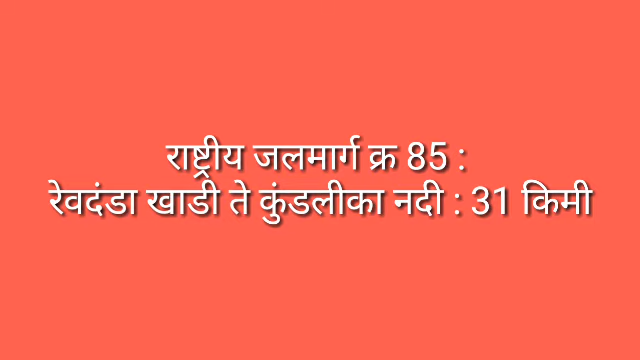 राष्ट्रीय जलमार्ग क्र 85 :
रेवदंडा खाडी ते कुंडलीका नदी : 31 किमी